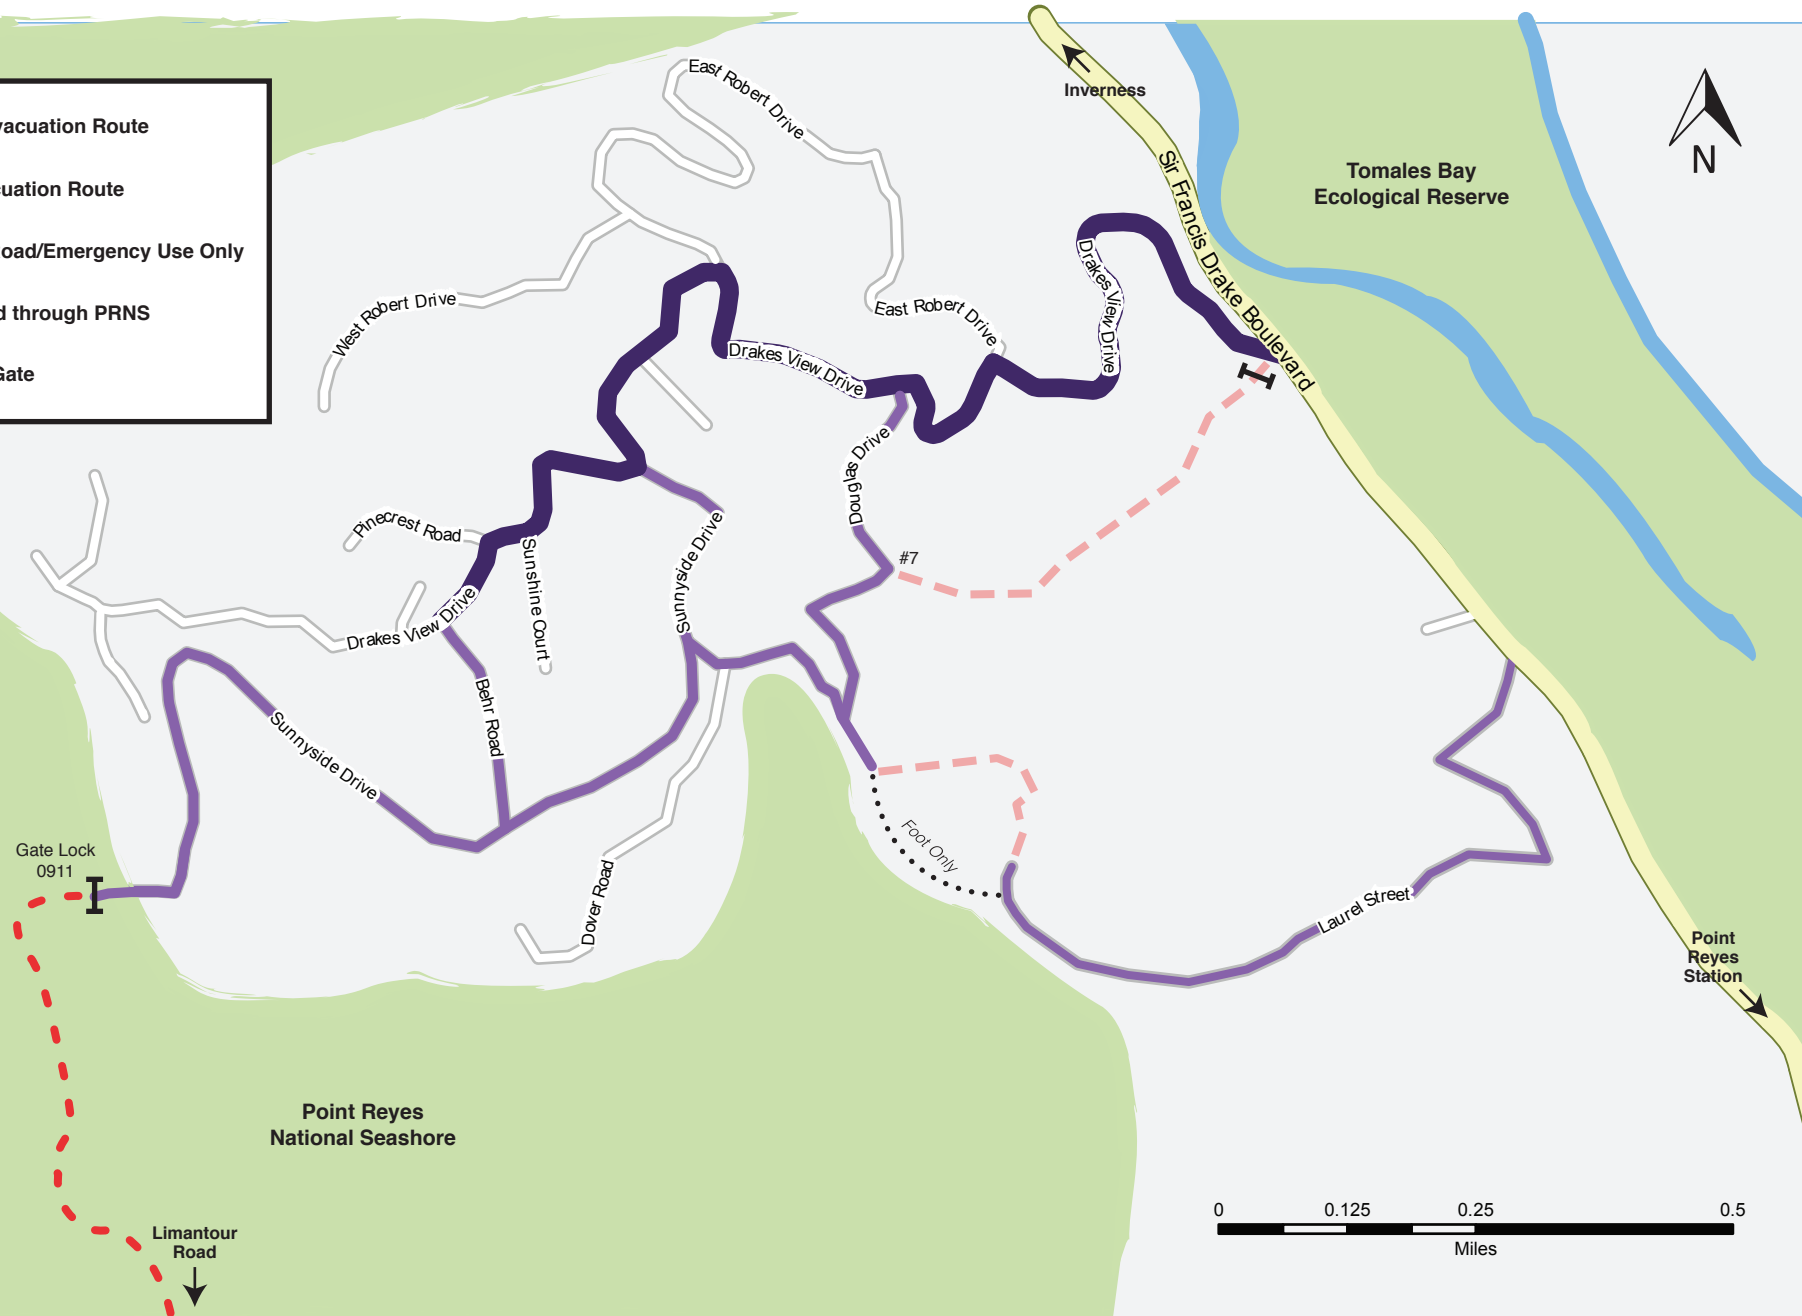 vacuation Route
cuation Route
oad/Emergency Use Only
d through PRNS
Gate
East Robert Drive
Inverness
Sir Francis Drake Boulevard
Tomales Bay
Ecological Reserve
N
West Robert Drive
East Robert Drive
Drakes View Drive
Drakes View Drive
Douglas Drive
Pinecrest Road
Sunshine Court
Sunnyside Drive
#7
Drakes View Drive
Behr Road
Sunnyside Drive
Gate Lock
0911
Foot Only
Dover Road
Laurel Street
Point
Reyes
Station
Point Reyes
National Seashore
Limantour
Road
0 0.125 0.25 0.5
Miles